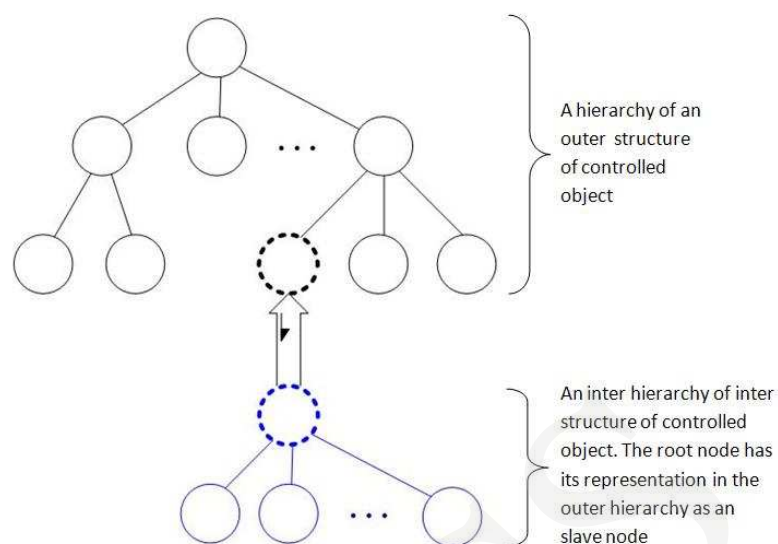 A hierarchy of an
outer structure
of controlled
object
An inter hierarchy of inter
structure of controlled
object. The root node has
its representation in the
outer hierarchy as an
slave node